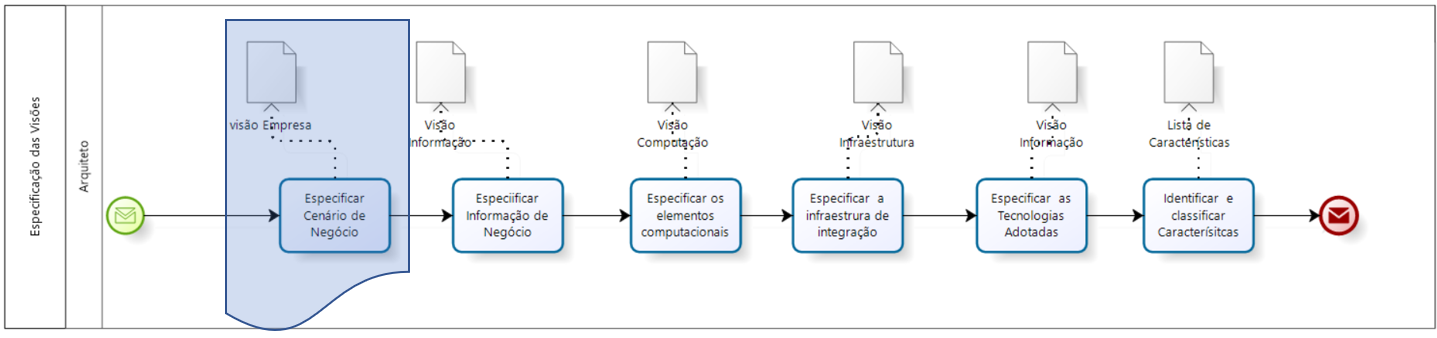 Especificação das Visões
Arquiteto
visão Empresa
Visão
Informação
Visão
Computação
Visão
Infraestrutura
Visão
Informação
Lista de
Características
Especificar
Cenário de
Negócio
Especiificar
Informação de
Negócio
Especificar os
elementos
computacionais
Especificar a
infraestrura de
integração
Especificar as
Tecnologias
Adotadas
Identificar e
classificar
Caracterísitcas